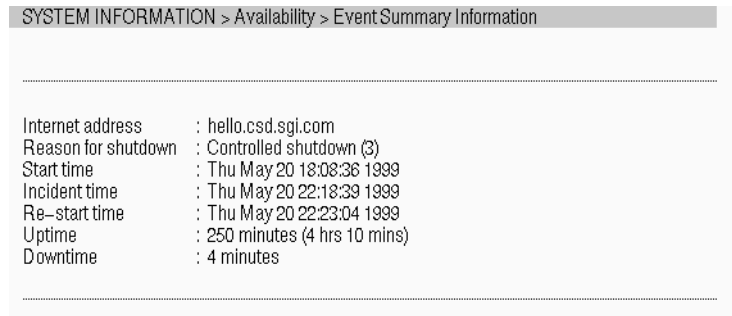 SYSTEM INFORMATION > Availability > Event Summary Information
Internet address : hello.csd.sgi.com
Reason for shutdown : Controlled shutdown (3)
Start time : Thu May 20 18:08:36 1999
Incident time : Thu May 20 22:18:39 1999
Re-start time : Thu May 20 22:23:04 1999
Uptime : 250 minutes (4 hrs 10 mins)
Downtime : 4 minutes